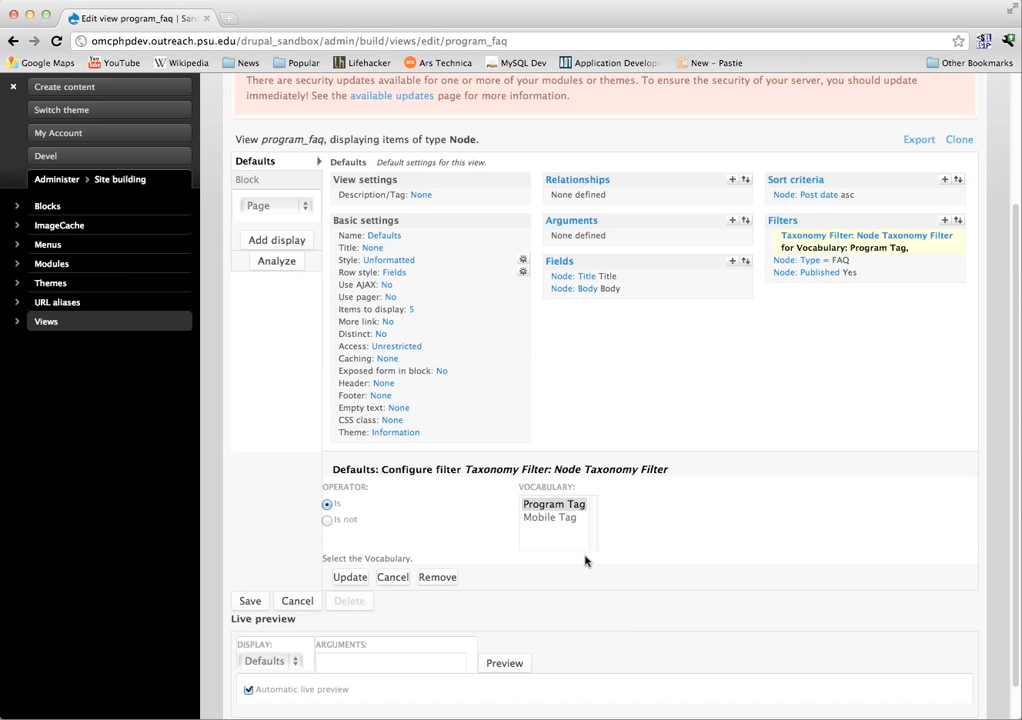 Edit view program_faq | San
omcphpdev.outreach.psu.edu/drupal_sandbox/admin/build/views/edit/program_faq
Google Maps YouTube Wikipedia News Popular Lifehacker Ars Technica MySQL Dev Application Develop New - Pastie Other Bookmarks
Create content
Switch theme
My Account
Devel
Administer > Site building
Blocks
ImageCache
Menus
Modules
Themes
URL aliases
Views
There are security updates available for one or more of your modules or themes. To ensure the security of your server, you should update
immediately! See the available updates page for more information.
View program_faq, displaying items of type Node.
Export Clone
Defaults
Block
Page
Add display
Analyze
Defaults Default settings for this view.
View settings
Description/Tag: None
Basic settings
Name: Defaults
Title: None
Style: Unformatted
Row style: Fields
Use AJAX: No
Use pager: No
Items to display: 5
More link: No
Distinct: No
Access: Unrestricted
Caching: None
Exposed form in block: No
Header: None
Footer: None
Empty text: None
CSS class: None
Theme: Information
Relationships
None defined
Arguments
None defined
Fields
Node: Title Title
Node: Body Body
Sort criteria
Node: Post date asc
Filters
Taxonomy Filter: Node Taxonomy Filter
for Vocabulary: Program Tag,
Node: Type = FAQ
Node: Published Yes
Defaults: Configure filter Taxonomy Filter: Node Taxonomy Filter
OPERATOR:
Is
Is not
VOCABULARY:
Program Tag
Mobile Tag
Select the Vocabulary.
Update Cancel Remove
Save Cancel Delete
Live preview
DISPLAY: ARGUMENTS:
Defaults Preview
Automatic live preview